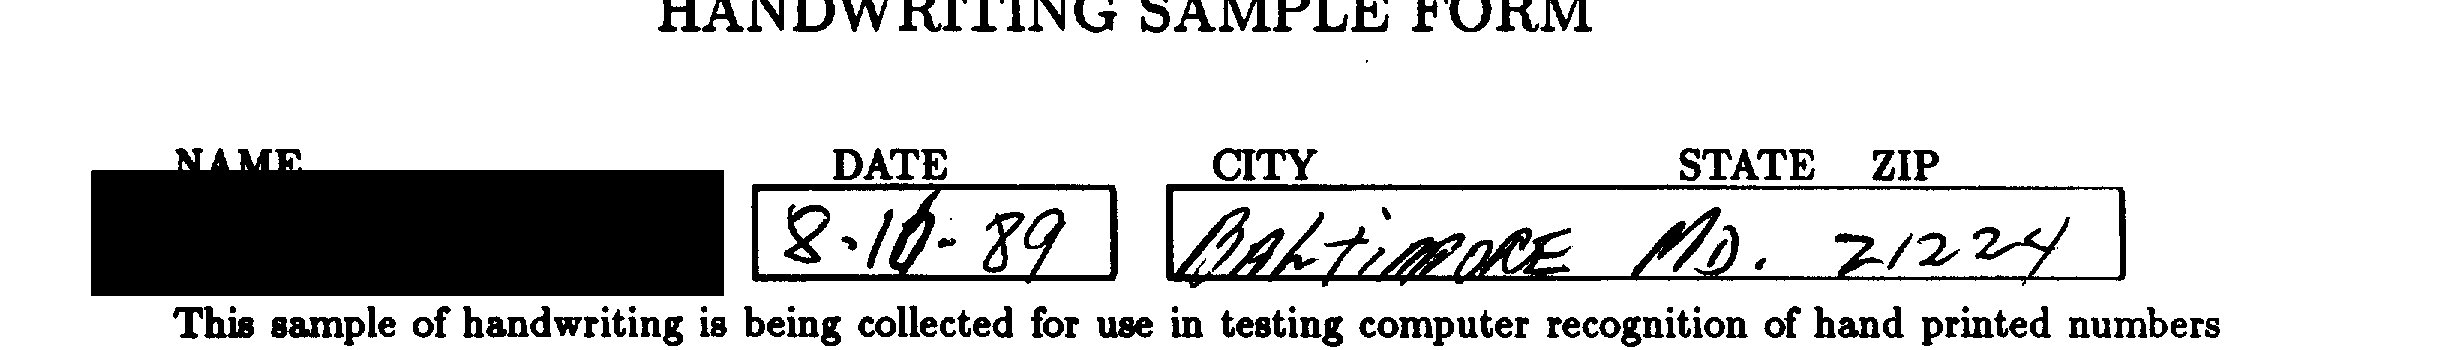 HANDWRITING SAMPLE FORM
NAME DATE CITY STATE ZIP
8-16-89 BALTIMORE MD. 21224
This sample of handwriting is being collected for use in testing computer recognition of hand printed numbers